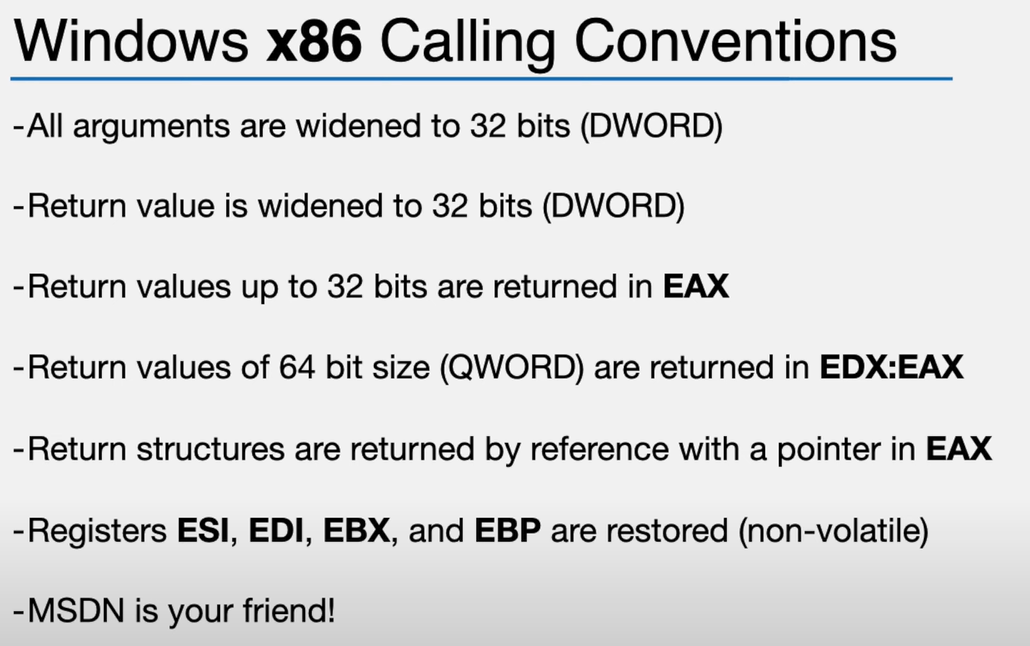 Windows x86 Calling Conventions
-All arguments are widened to 32 bits (DWORD)
-Return value is widened to 32 bits (DWORD)
-Return values up to 32 bits are returned in EAX
-Return values of 64 bit size (QWORD) are returned in EDX:EAX
-Return structures are returned by reference with a pointer in EAX
-Registers ESI, EDI, EBX, and EBP are restored (non-volatile)
-MSDN is your friend!